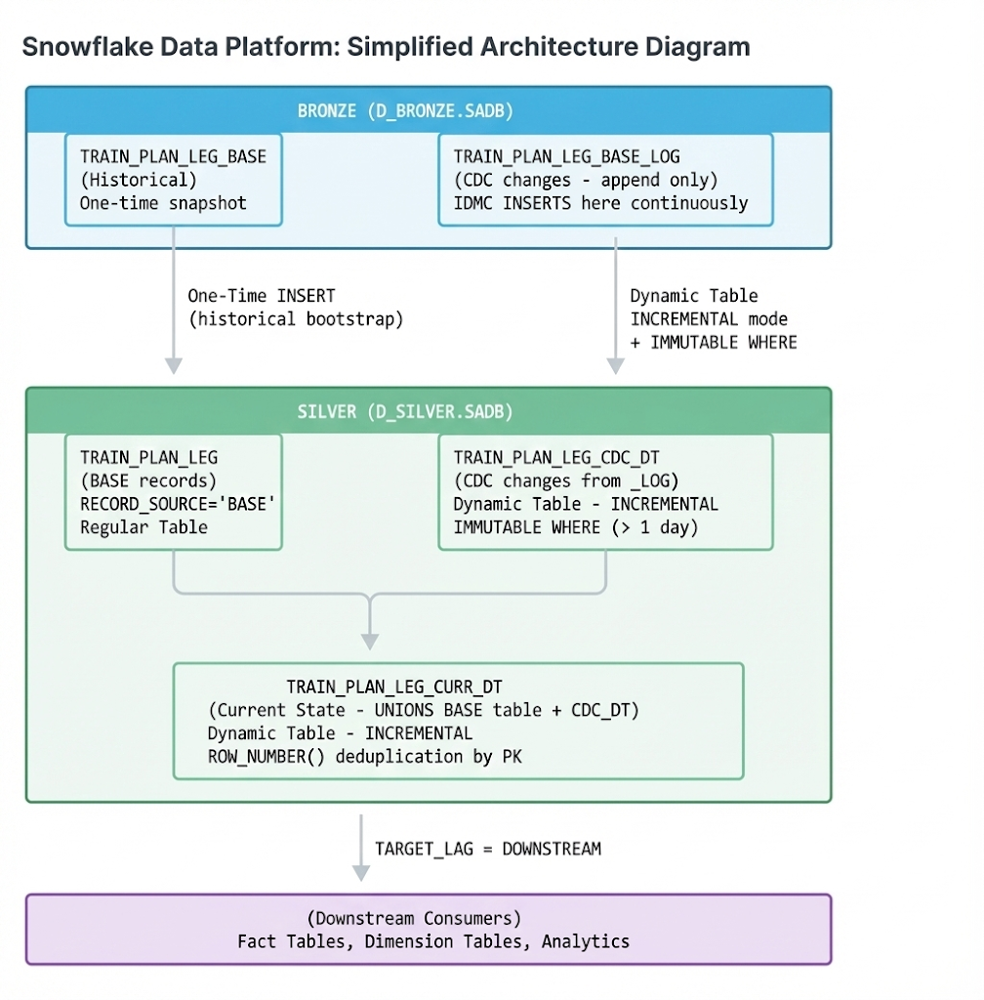 Snowflake Data Platform: Simplified Architecture Diagram
BRONZE (D_BRONZE.SADB)
TRAIN_PLAN_LEG_BASE
(Historical)
One-time snapshot
TRAIN_PLAN_LEG_BASE_LOG
(CDC changes - append only)
IDMC INSERTS here continuously
One-Time INSERT
(historical bootstrap)
Dynamic Table
INCREMENTAL mode
+ IMMUTABLE WHERE
SILVER (D_SILVER.SADB)
TRAIN_PLAN_LEG
(BASE records)
RECORD_SOURCE='BASE'
Regular Table
TRAIN_PLAN_LEG_CDC_DT
(CDC changes from _LOG)
Dynamic Table - INCREMENTAL
IMMUTABLE WHERE (> 1 day)
TRAIN_PLAN_LEG_CURR_DT
(Current State - UNIONS BASE table + CDC_DT)
Dynamic Table - INCREMENTAL
ROW_NUMBER() deduplication by PK
TARGET_LAG = DOWNSTREAM
(Downstream Consumers)
Fact Tables, Dimension Tables, Analytics